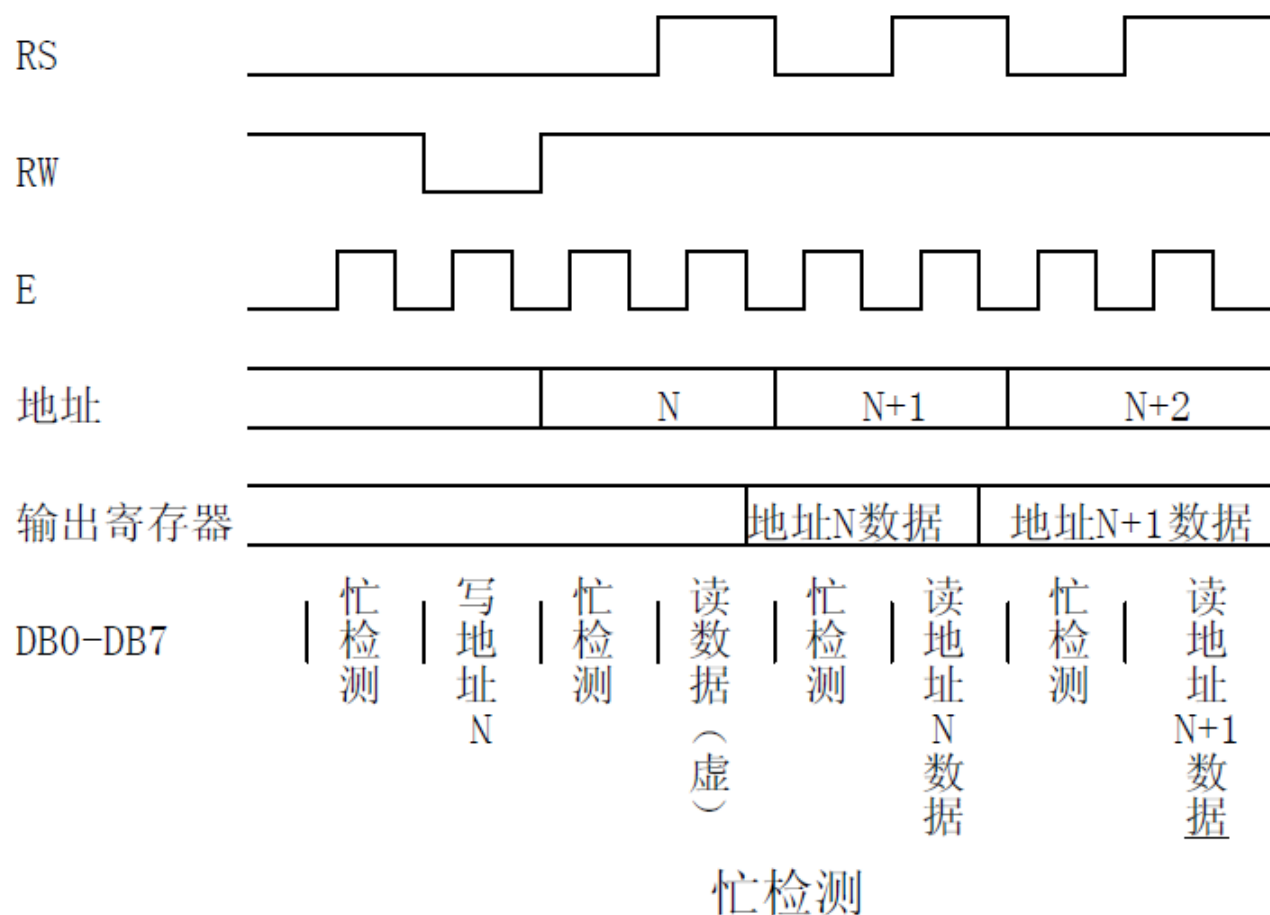 RS
RW
E
地址 N N+1 N+2
输出寄存器 地址N数据 地址N+1数据
DB0-DB7 忙检测 写地址N 忙检测 读数据(虚) 忙检测 读地址N数据 忙检测 读地址N+1数据
忙检测